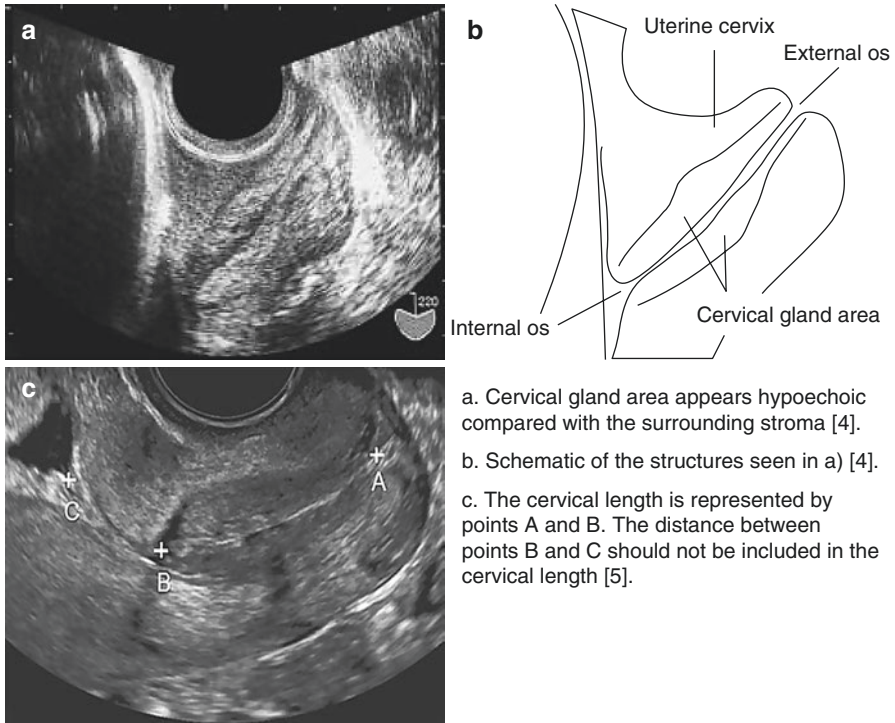 a
220
b
Uterine cervix
External os
Internal os
Cervical gland area
c
A
B
C
a. Cervical gland area appears hypoechoic
compared with the surrounding stroma [4].
b. Schematic of the structures seen in a) [4].
c. The cervical length is represented by
points A and B. The distance between
points B and C should not be included in the
cervical length [5].